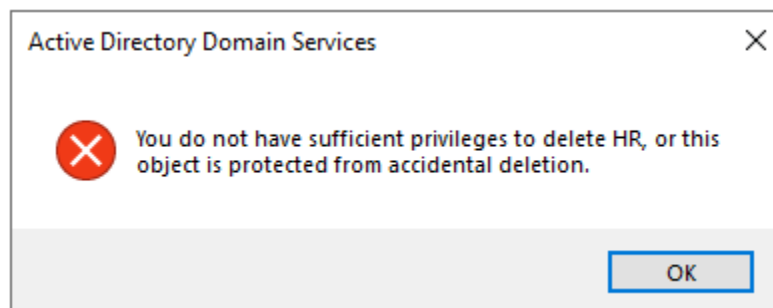 Active Directory Domain Services
You do not have sufficient privileges to delete HR, or this
object is protected from accidental deletion.
OK